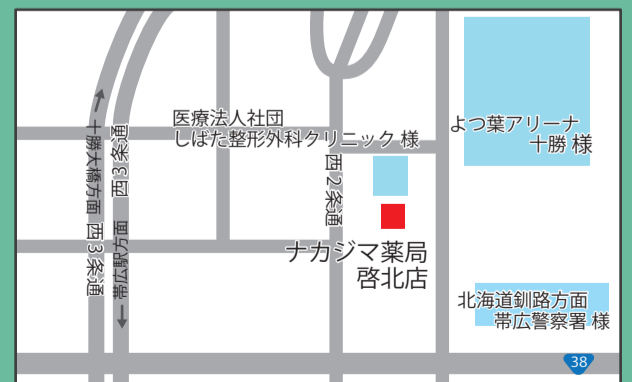 医療法人社団
しばた整形外科クリニック 様
よつ葉アリーナ
十勝 様
十勝大橋方面
西3条通
西2条通
西3条通
帯広駅方面
ナカジマ薬局
啓北店
北海道釧路方面
帯広警察署 様
38